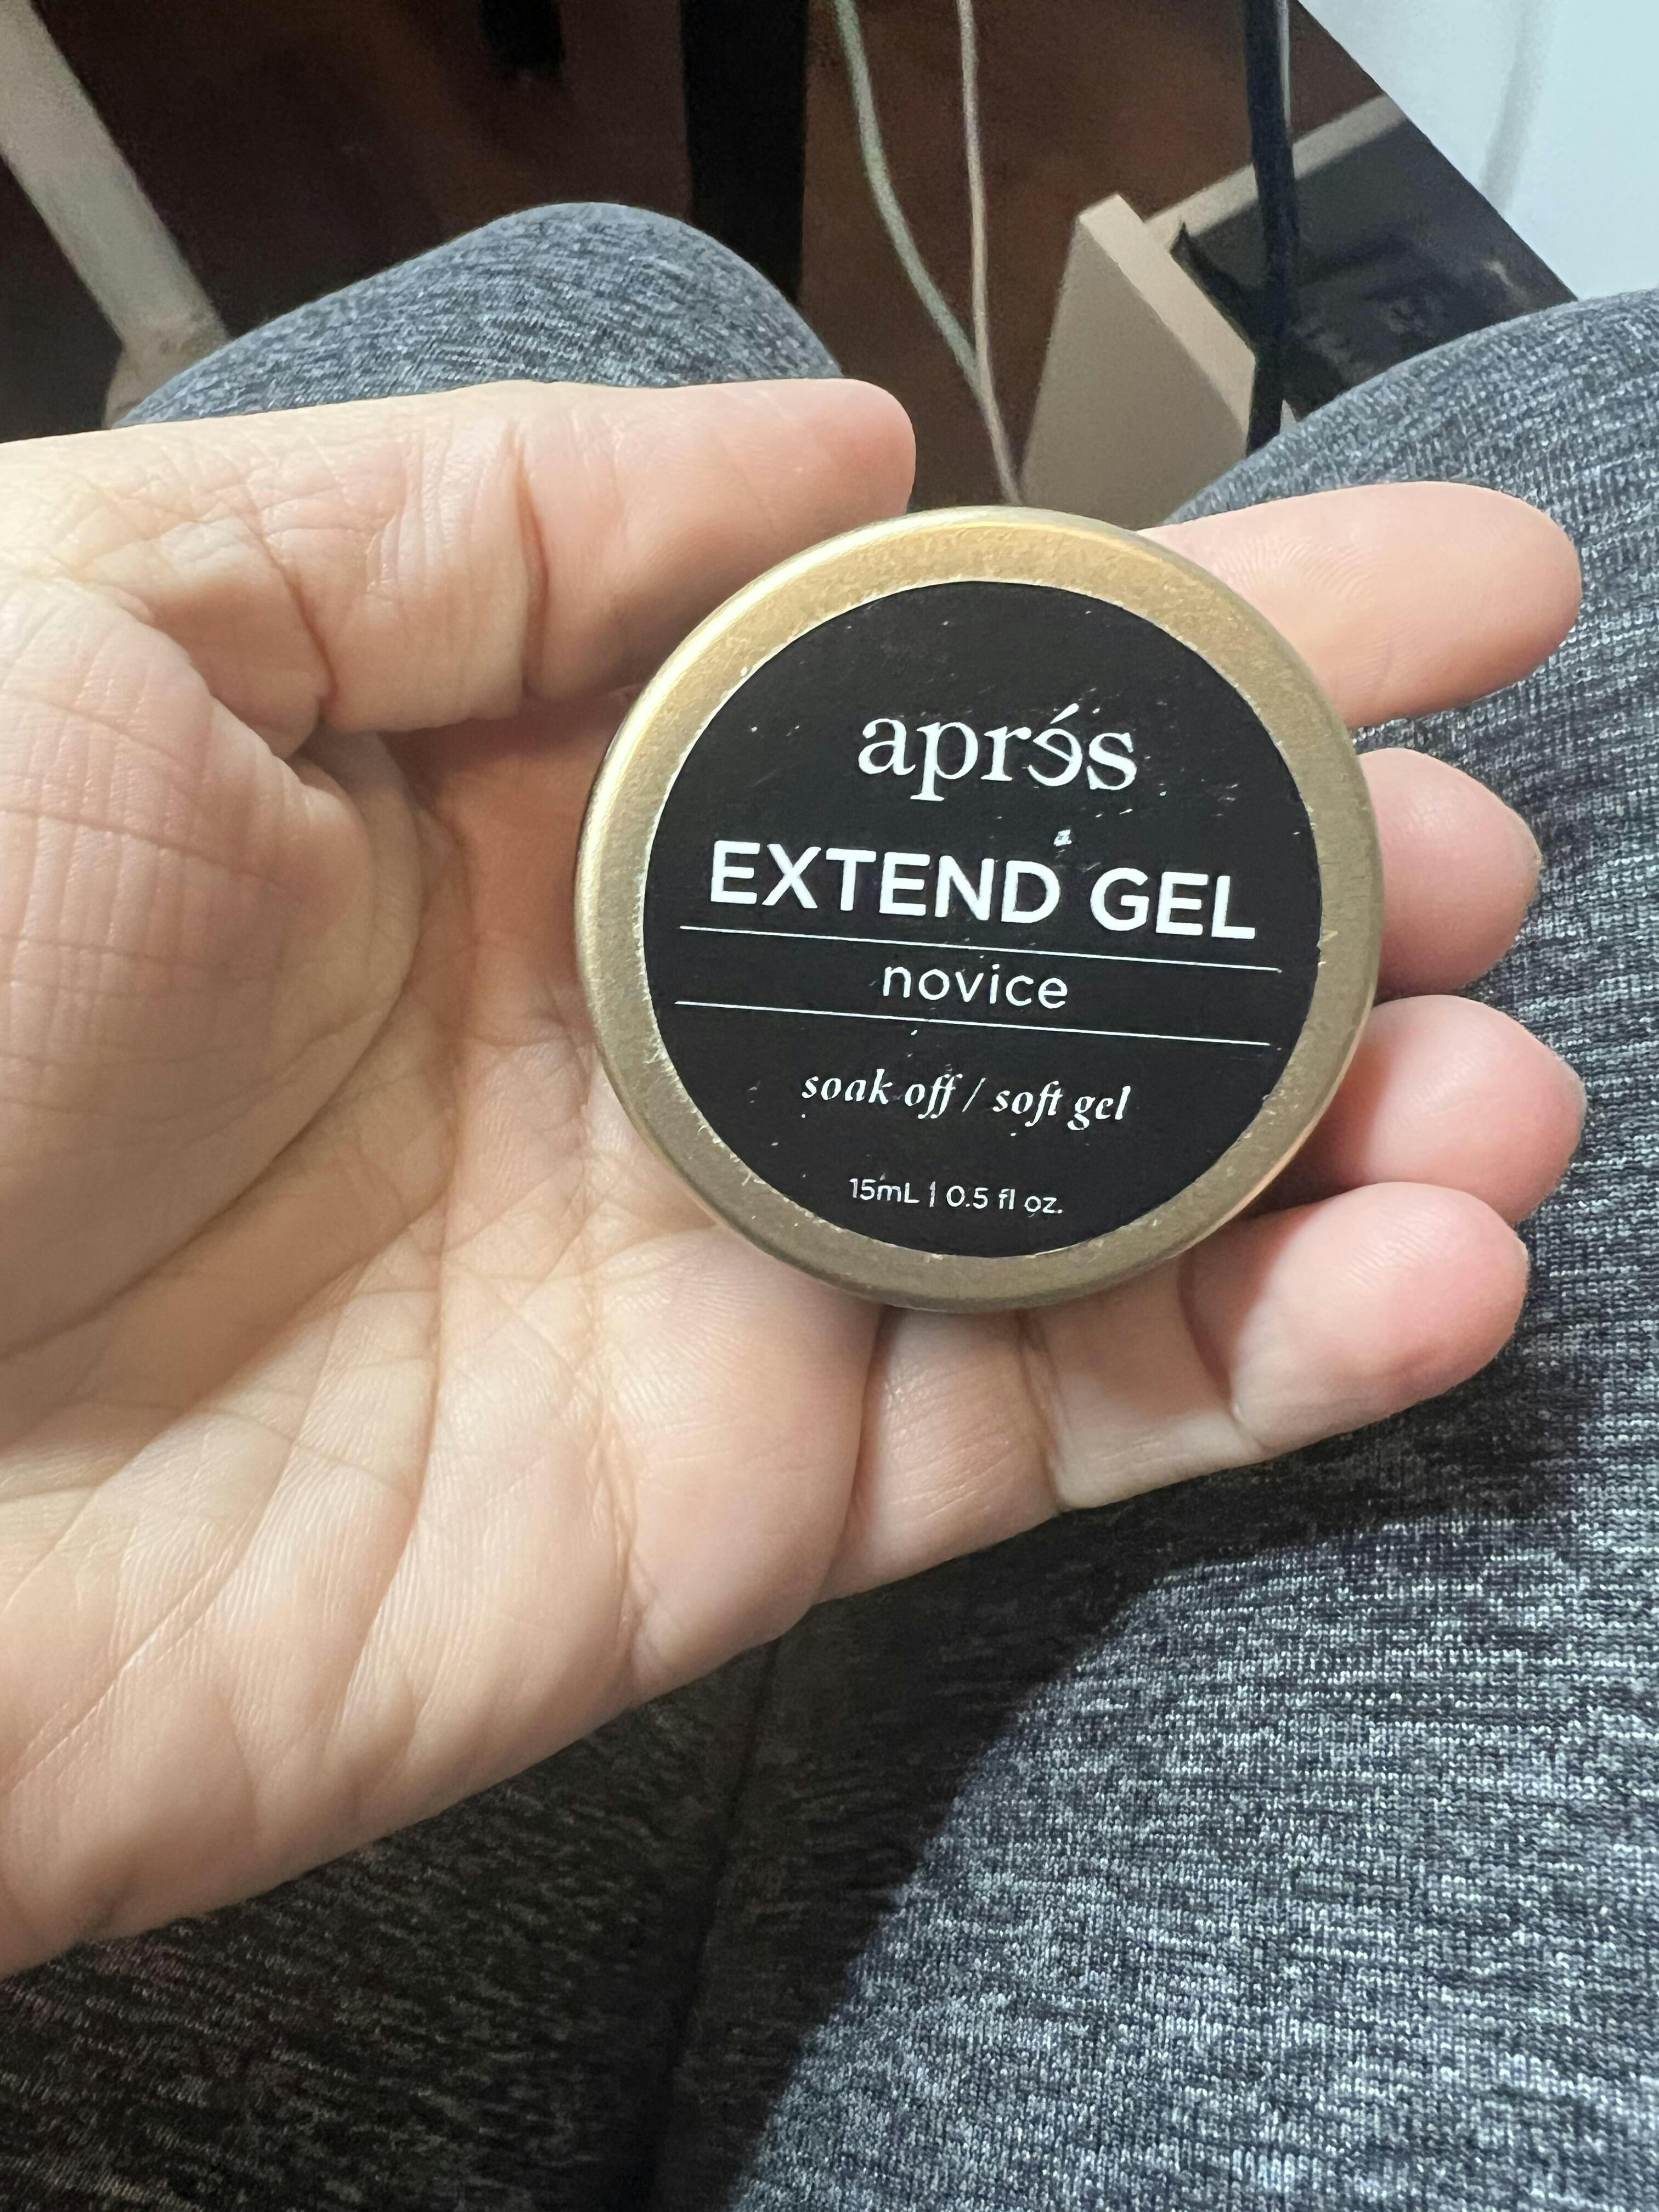 aprés
EXTEND GEL
novice
soak off / soft gel
15mL | 0.5 fl oz.